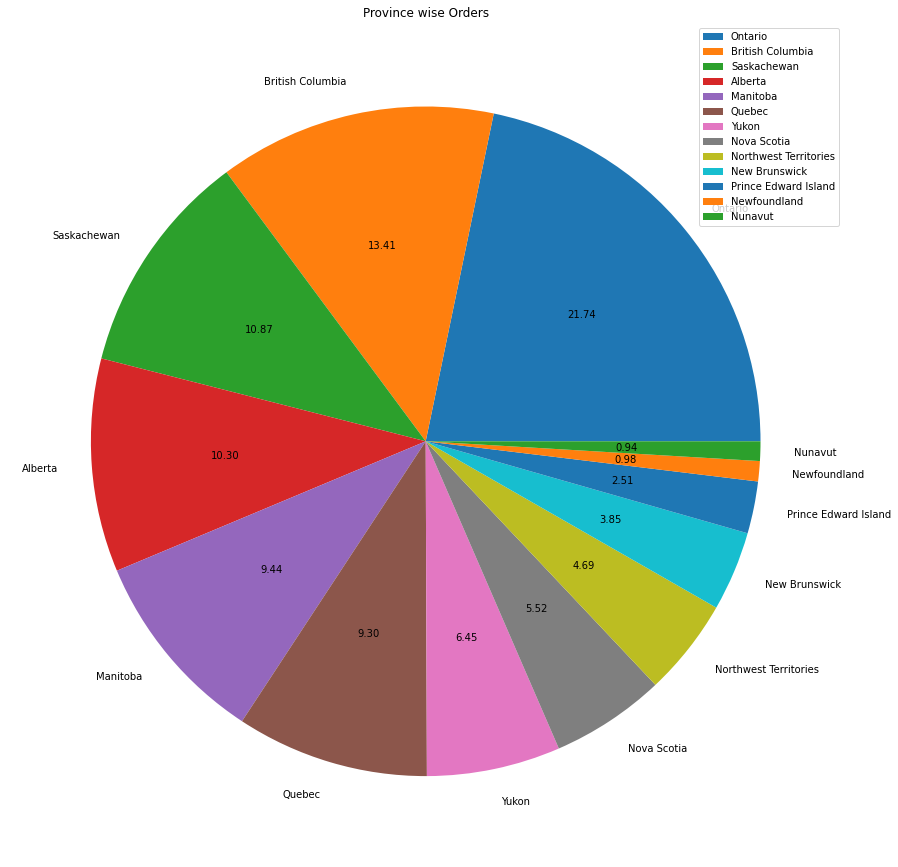 Province wise Orders
Ontario
British Columbia
Saskachewan
Alberta
Manitoba
Quebec
Yukon
Nova Scotia
Northwest Territories
New Brunswick
Prince Edward Island
Newfoundland
Nunavut
Ontario
21.74
British Columbia
13.41
Saskachewan
10.87
Alberta
10.30
Manitoba
9.44
Quebec
9.30
Yukon
6.45
Nova Scotia
5.52
Northwest Territories
4.69
New Brunswick
3.85
Prince Edward Island
2.51
Newfoundland
0.98
Nunavut
0.94